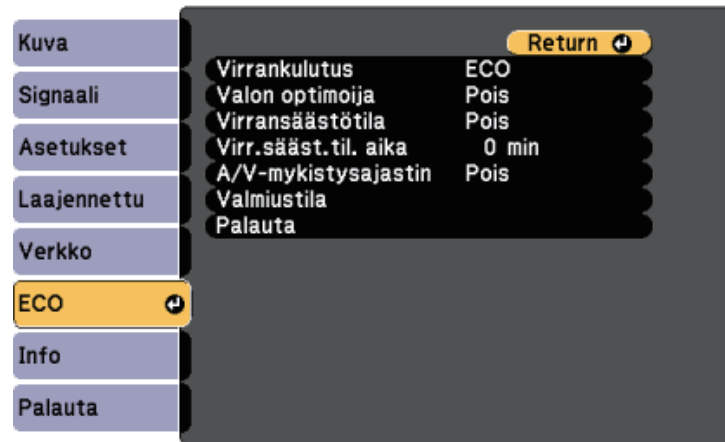 Kuva
Signaali
Asetukset
Laajennettu
Verkko
ECO
Info
Palauta
Return
Virrankulutus ECO
Valon optimoija Pois
Virransäästötila Pois
Virr.sääst.til. aika 0 min
A/V-mykistysajastin Pois
Valmiustila
Palauta